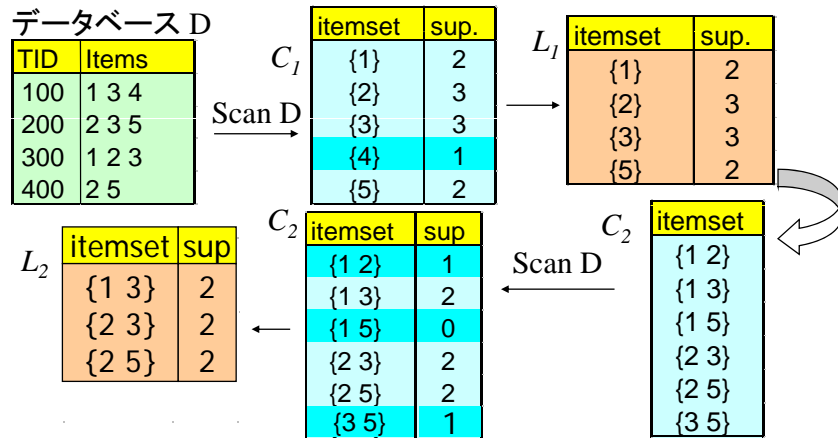 データベース D
TID Items
100 1 3 4
200 2 3 5
300 1 2 3
400 2 5
Scan D
C1
itemset sup.
{1} 2
{2} 3
{3} 3
{4} 1
{5} 2
L1
itemset sup.
{1} 2
{2} 3
{3} 3
{5} 2
C2
itemset
{1 2}
{1 3}
{1 5}
{2 3}
{2 5}
{3 5}
Scan D
C2
itemset sup
{1 2} 1
{1 3} 2
{1 5} 0
{2 3} 2
{2 5} 2
{3 5} 1
L2
itemset sup
{1 3} 2
{2 3} 2
{2 5} 2